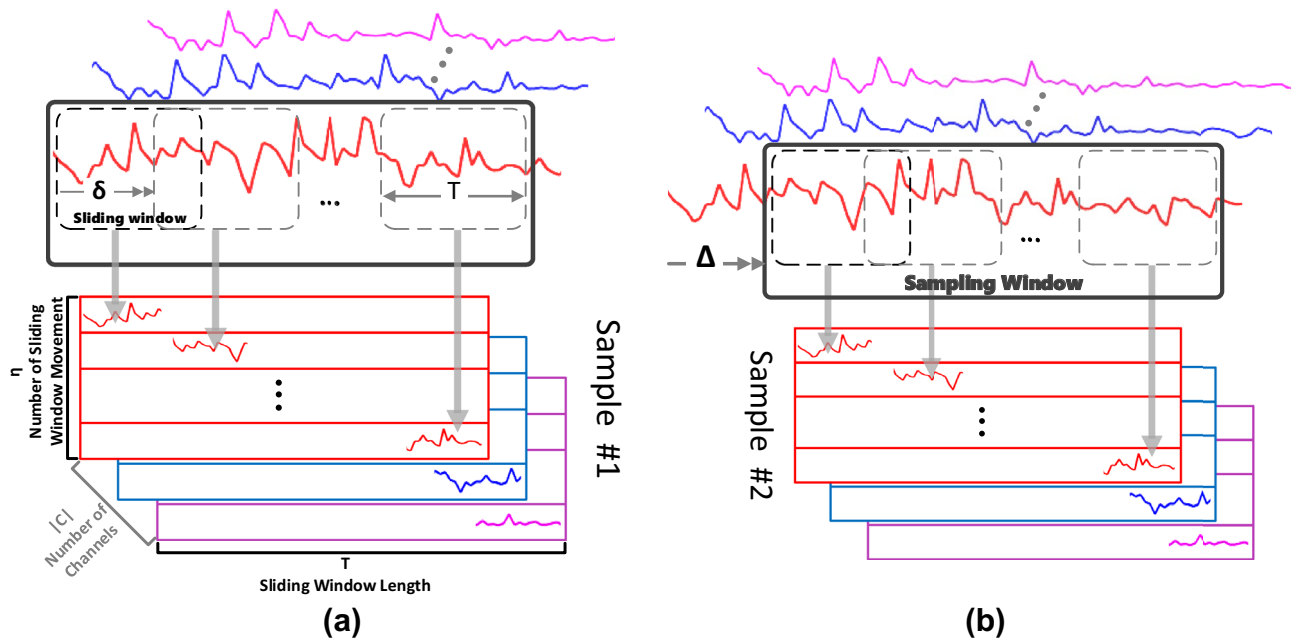 δ
Sliding window
...
T
η
Number of Sliding
Window Movement
Sample #1
|C|
Number of
Channels
T
Sliding Window Length
(a)
Δ
...
Sampling Window
Sample #2
(b)